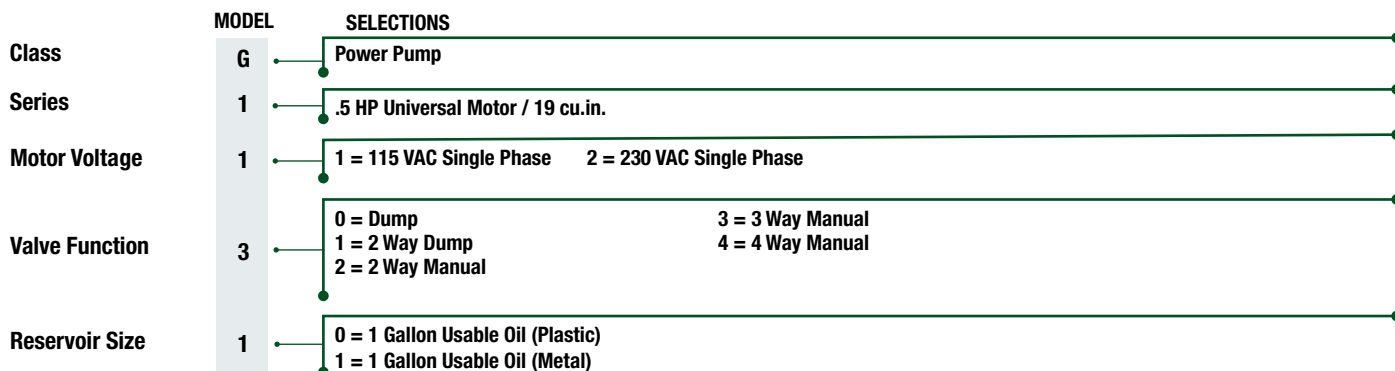 MODEL SELECTIONS
Class G Power Pump
Series 1 .5 HP Universal Motor / 19 cu.in.
Motor Voltage 1 1 = 115 VAC Single Phase 2 = 230 VAC Single Phase
0 = Dump 3 = 3 Way Manual
Valve Function 3 1 = 2 Way Dump 4 = 4 Way Manual
2 = 2 Way Manual
Reservoir Size 1 0 = 1 Gallon Usable Oil (Plastic)
1 = 1 Gallon Usable Oil (Metal)